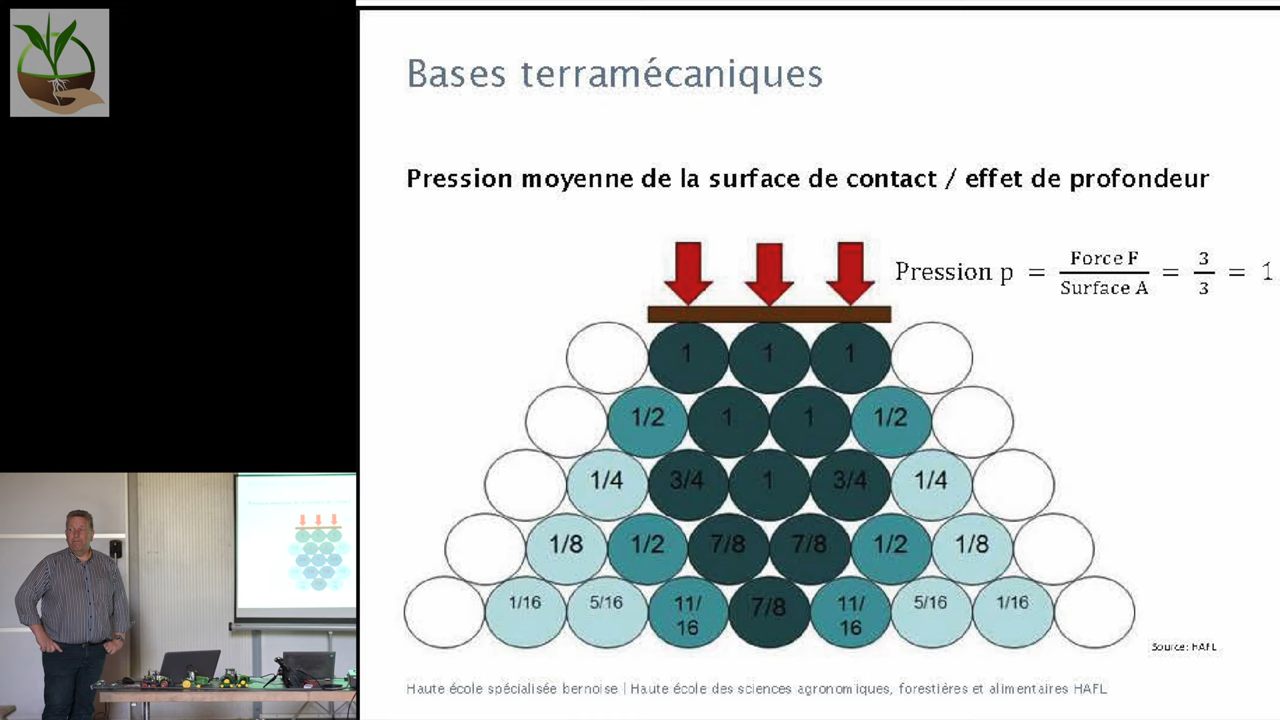 Bases terramécaniques
Pression moyenne de la surface de contact / effet de profondeur
Pression p = Force F / Surface A = 3 / 3 = 1
1 1 1
1/2 1 1 1/2
1/4 3/4 1 3/4 1/4
1/8 1/2 7/8 7/8 1/2 1/8
1/16 5/16 11/16 7/8 11/16 5/16 1/16
Source: HAFL
Haute école spécialisée bernoise | Haute école des sciences agronomiques, forestières et alimentaires HAFL